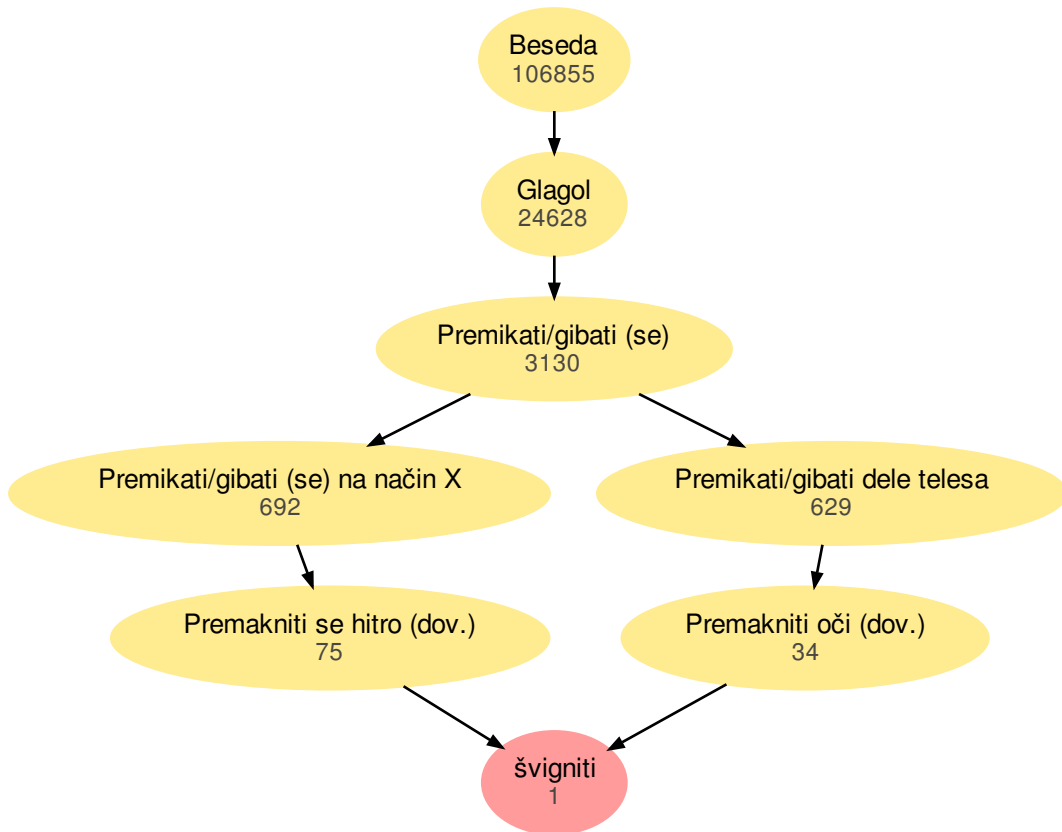 Beseda
106855
Glagol
24628
Premikati/gibati (se)
3130
Premikati/gibati (se) na način X
692
Premikati/gibati dele telesa
629
Premakniti se hitro (dov.)
75
Premakniti oči (dov.)
34
švigniti
1